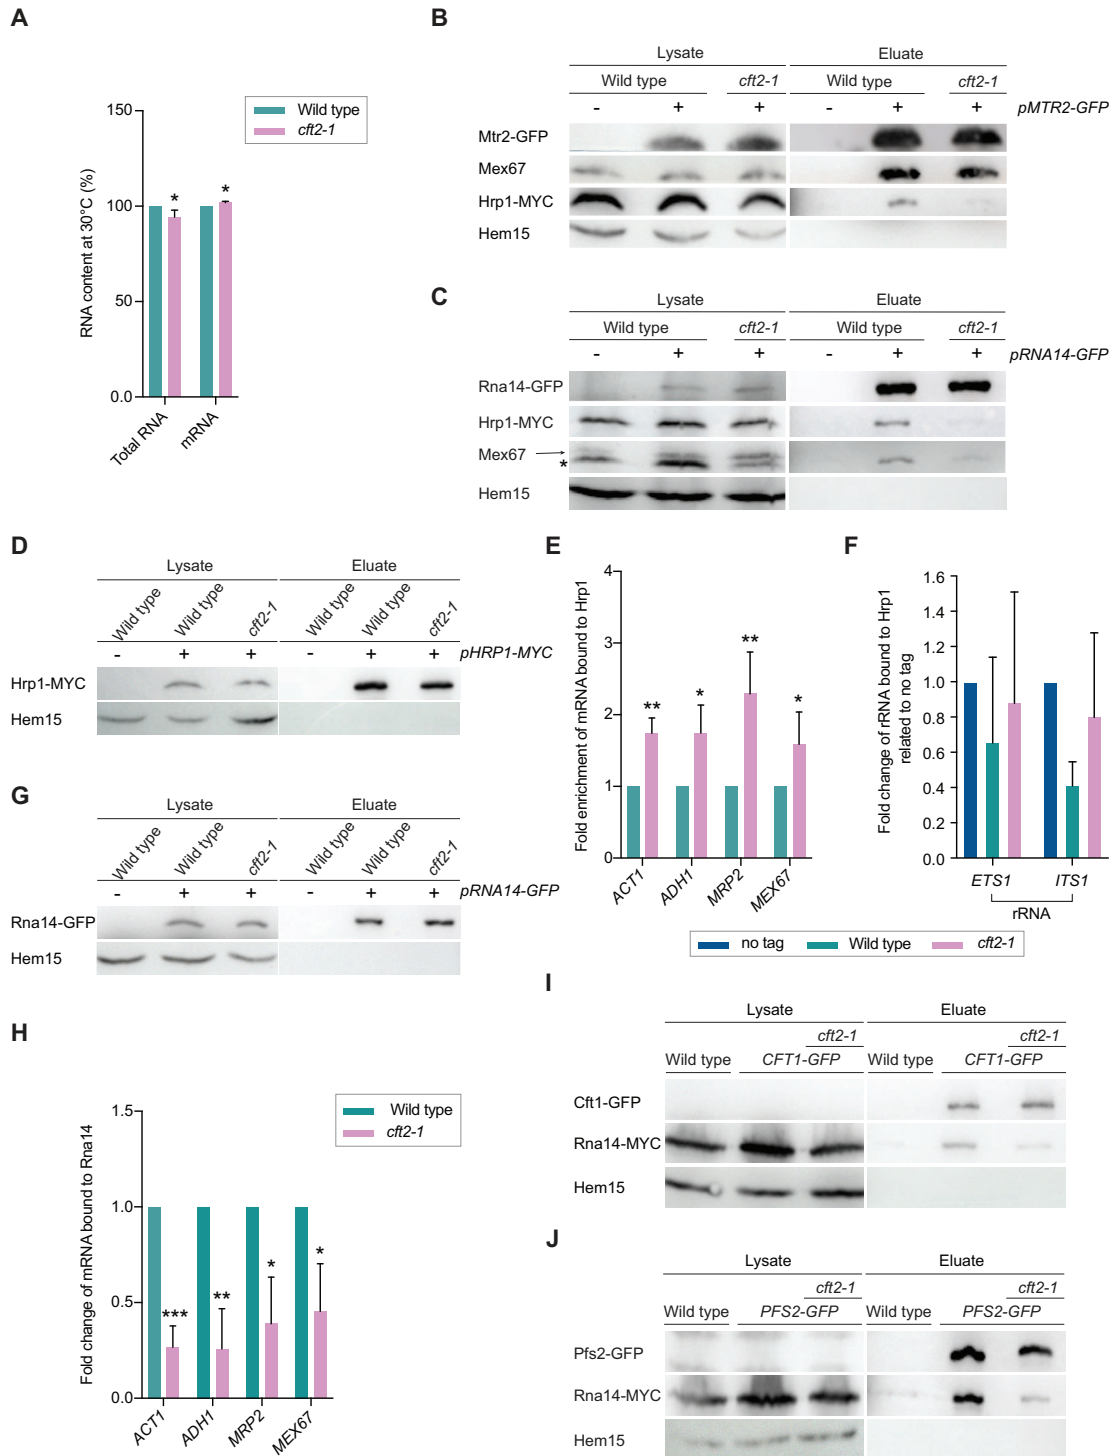 A
Wild type
cft2-1
150
100
50
0.0
RNA content at 30°C (%)
*
*
Total RNA
mRNA
B
Lysate
Eluate
Wild type
cft2-1
Wild type
cft2-1
-
+
+
-
+
+
pMTR2-GFP
Mtr2-GFP
Mex67
Hrp1-MYC
Hem15
C
Lysate
Eluate
Wild type
cft2-1
Wild type
cft2-1
-
+
+
-
+
+
pRNA14-GFP
Rna14-GFP
Hrp1-MYC
Mex67
*
Hem15
D
Lysate
Eluate
Wild type
Wild type
cft2-1
Wild type
Wild type
cft2-1
-
+
+
-
+
+
pHRP1-MYC
Hrp1-MYC
Hem15
E
Fold enrichment of mRNA bound to Hrp1
4
3
2
1
0
**
*
**
*
ACT1
ADH1
MRP2
MEX67
F
Fold change of rRNA bound to Hrp1
related to no tag
1.6
1.4
1.2
1.0
0.8
0.6
0.4
0.2
0.0
ETS1
ITS1
rRNA
no tag
Wild type
cft2-1
G
Lysate
Eluate
Wild type
Wild type
cft2-1
Wild type
Wild type
cft2-1
-
+
+
-
+
+
pRNA14-GFP
Rna14-GFP
Hem15
H
Wild type
cft2-1
Fold change of mRNA bound to Rna14
1.5
1.0
0.5
0.0
***
**
*
*
ACT1
ADH1
MRP2
MEX67
I
Lysate
Eluate
cft2-1
cft2-1
Wild type
CFT1-GFP
Wild type
CFT1-GFP
Cft1-GFP
Rna14-MYC
Hem15
J
Lysate
Eluate
cft2-1
cft2-1
Wild type
PFS2-GFP
Wild type
PFS2-GFP
Pfs2-GFP
Rna14-MYC
Hem15